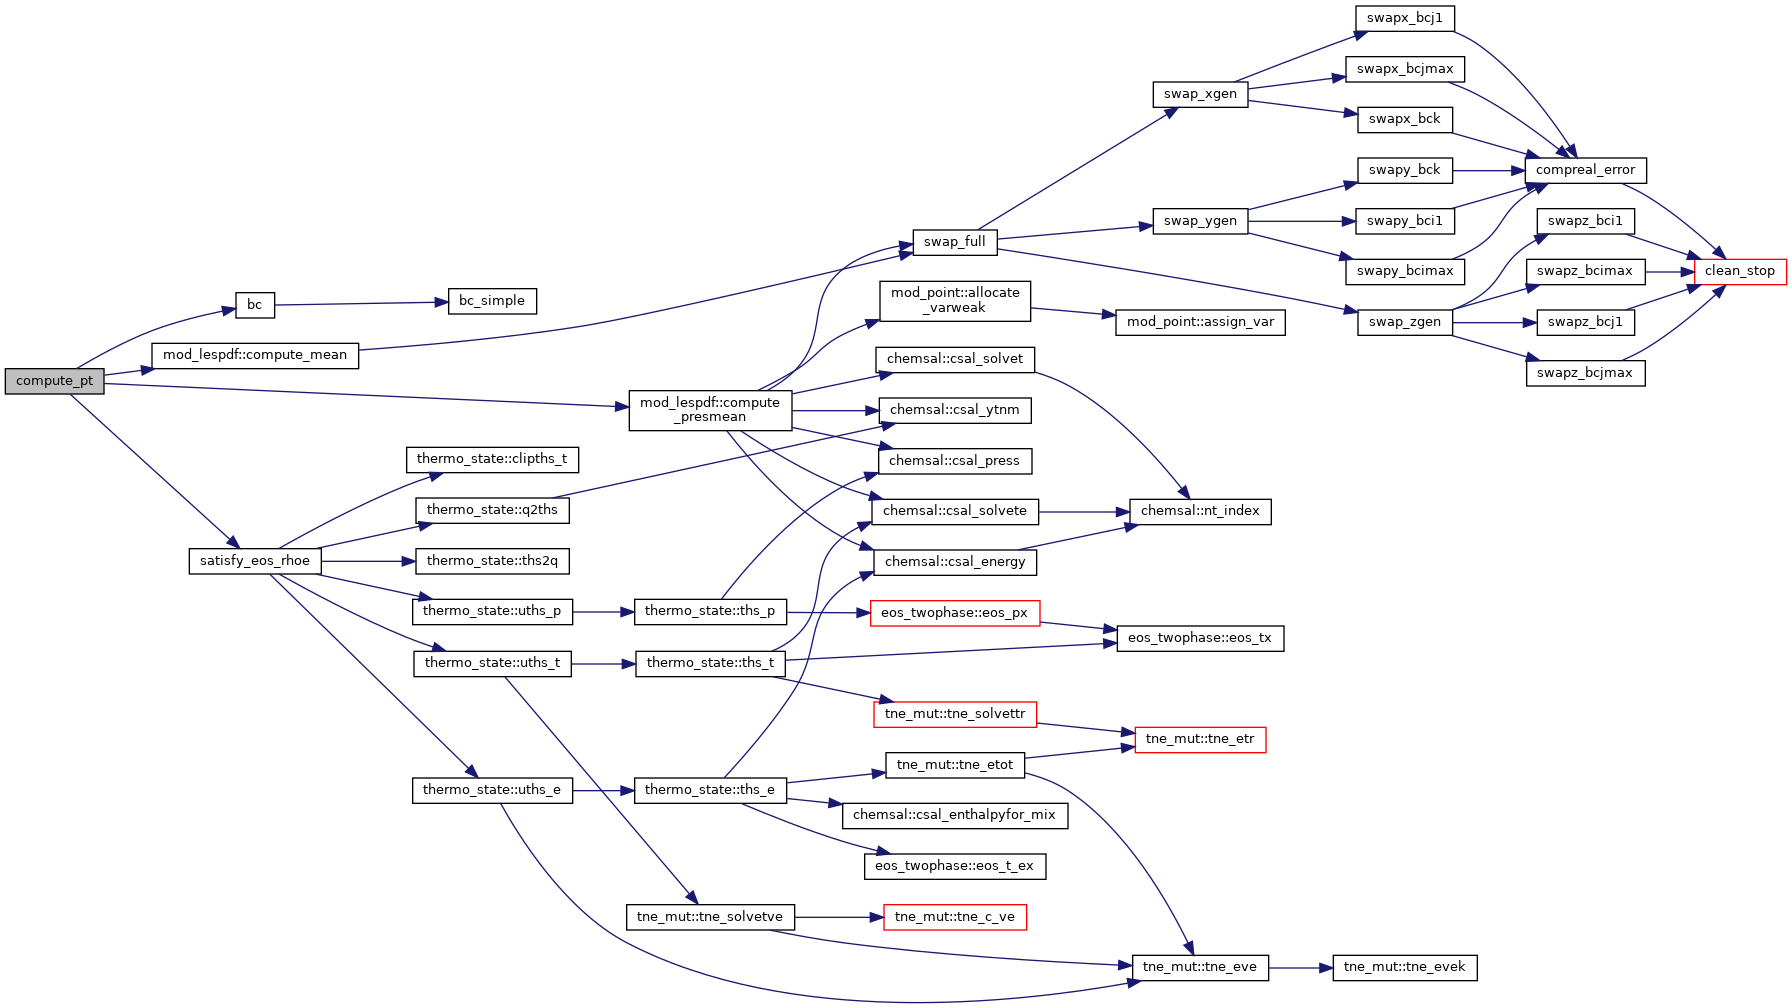 compute_pt
bc
bc_simple
mod_lespdf::compute_mean
mod_lespdf::compute
_presmean
satisfy_eos_rhoe
thermo_state::clipths_t
thermo_state::q2ths
thermo_state::ths2q
thermo_state::uths_p
thermo_state::uths_t
thermo_state::uths_e
thermo_state::ths_p
thermo_state::ths_t
thermo_state::ths_e
tne_mut::tne_solvetve
swap_full
mod_point::allocate
_varweak
mod_point::assign_var
chemsal::csal_solvet
chemsal::csal_ytnm
chemsal::csal_press
chemsal::csal_solvete
chemsal::csal_energy
chemsal::nt_index
eos_twophase::eos_px
eos_twophase::eos_tx
tne_mut::tne_solvettr
tne_mut::tne_etr
tne_mut::tne_etot
chemsal::csal_enthalpyfor_mix
eos_twophase::eos_t_ex
tne_mut::tne_c_ve
tne_mut::tne_eve
tne_mut::tne_evek
swap_xgen
swap_ygen
swap_zgen
swapx_bcj1
swapx_bcjmax
swapx_bck
swapy_bck
swapy_bci1
swapy_bcimax
compreal_error
swapz_bci1
swapz_bcimax
swapz_bcj1
swapz_bcjmax
clean_stop